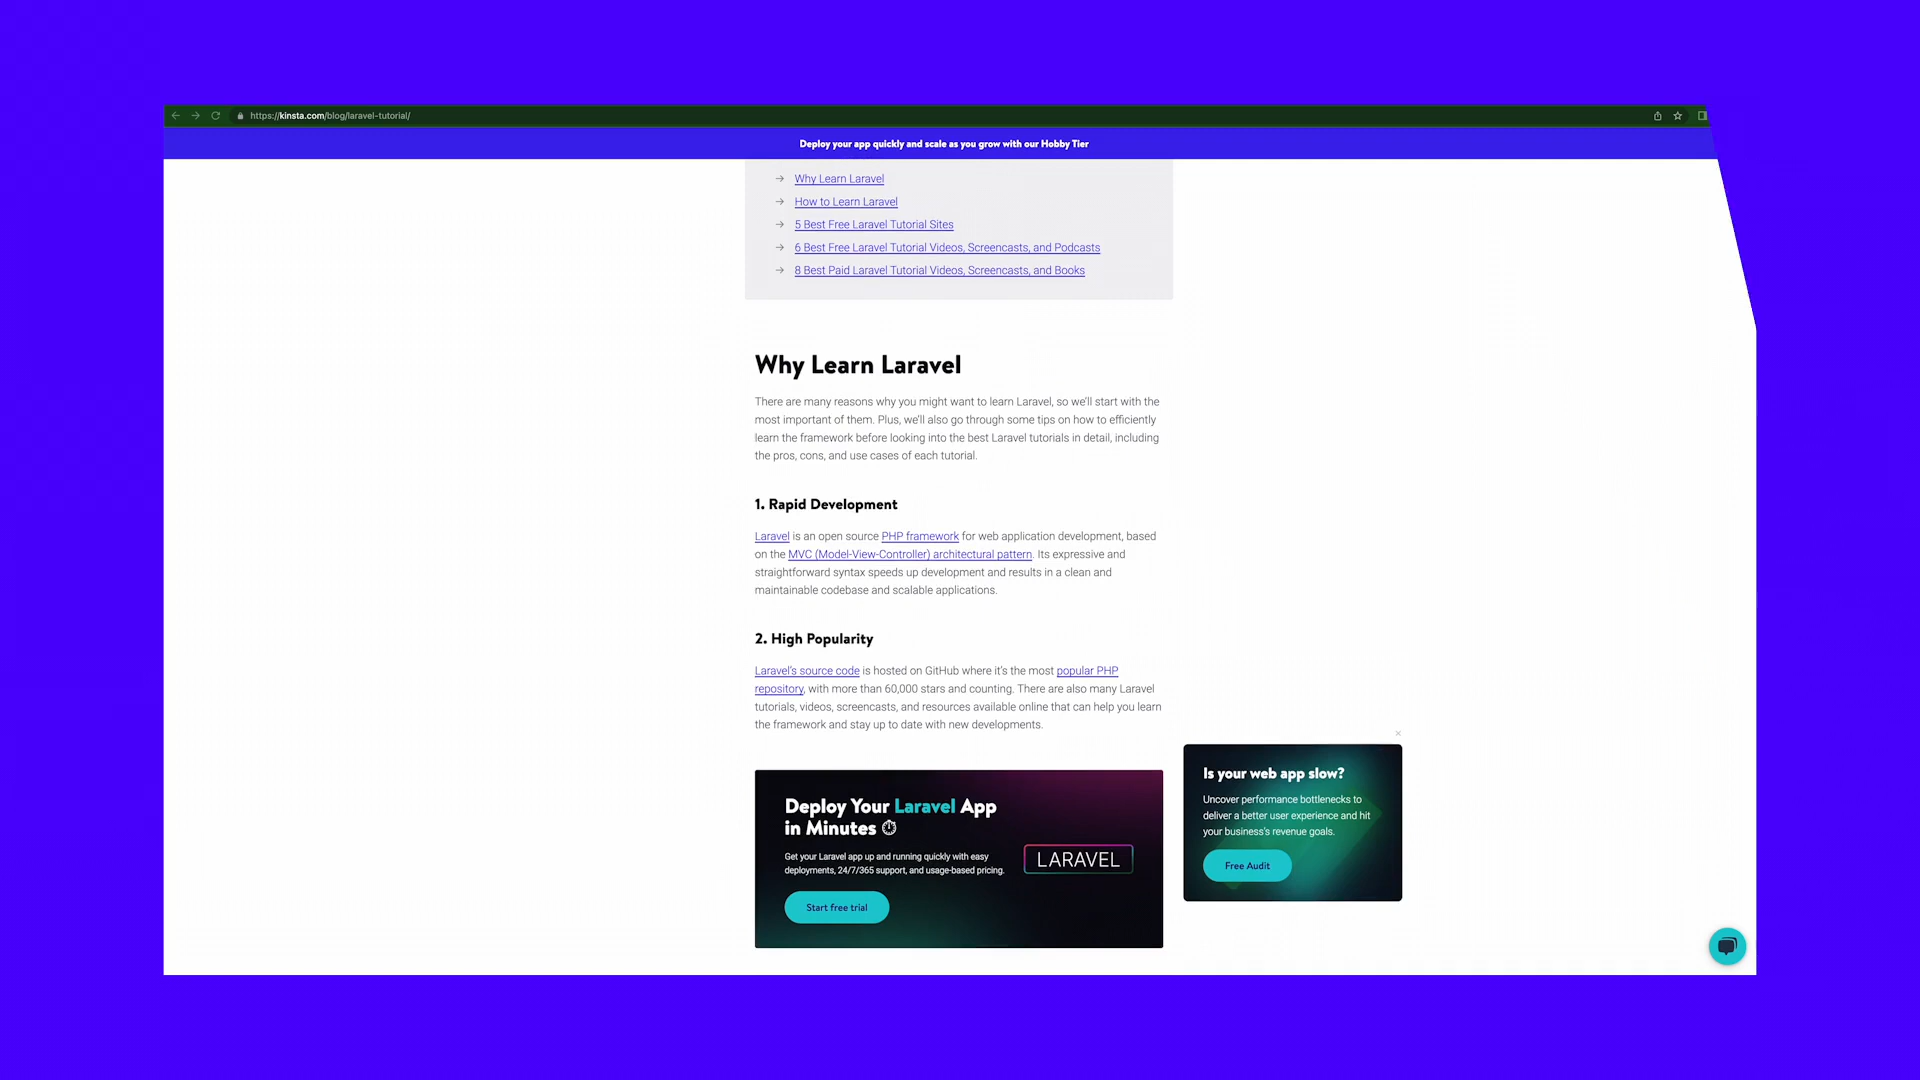 https://kinsta.com/blog/laravel-tutorial/
Deploy your app quickly and scale as you grow with our Hobby Tier
Why Learn Laravel
How to Learn Laravel
5 Best Free Laravel Tutorial Sites
6 Best Free Laravel Tutorial Videos, Screencasts, and Podcasts
8 Best Paid Laravel Tutorial Videos, Screencasts, and Books
Why Learn Laravel
There are many reasons why you might want to learn Laravel, so we'll start with the
most important of them. Plus, we'll also go through some tips on how to efficiently
learn the framework before looking into the best Laravel tutorials in detail, including
the pros, cons, and use cases of each tutorial.
1. Rapid Development
Laravel is an open source PHP framework for web application development, based
on the MVC (Model-View-Controller) architectural pattern. Its expressive and
straightforward syntax speeds up development and results in a clean and
maintainable codebase and scalable applications.
2. High Popularity
Laravel's source code is hosted on GitHub where it's the most popular PHP
repository, with more than 60,000 stars and counting. There are also many Laravel
tutorials, videos, screencasts, and resources available online that can help you learn
the framework and stay up to date with new developments.
Deploy Your Laravel App
in Minutes
Get your Laravel app up and running quickly with easy
deployments, 24/7/365 support, and usage-based pricing.
Start free trial
LARAVEL
Is your web app slow?
Uncover performance bottlenecks to
deliver a better user experience and hit
your business's revenue goals.
Free Audit